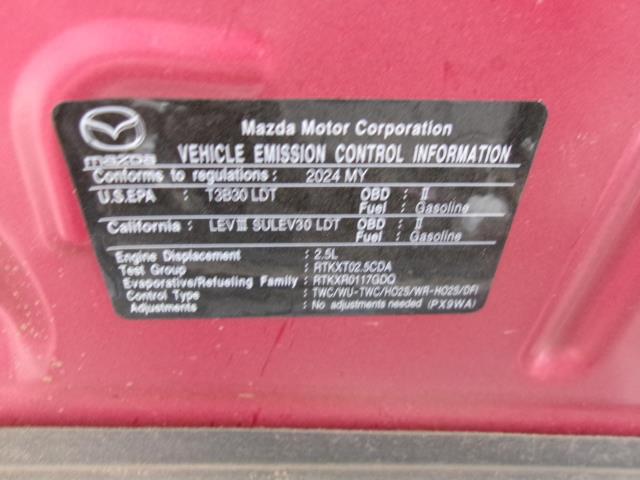 Mazda Motor Corporation
mazda VEHICLE EMISSION CONTROL INFORMATION
Conforms to regulations: 2024 MY
U.S.EPA : T3B30 LDT OBD : II
Fuel : Gasoline
California : LEVIII SULEV30 LDT OBD : II
Fuel : Gasoline
Engine Displacement : 2.5L
Test Group : RTKXT02.5CDA
Evaporative/Refueling Family : RTKXR0117GDO
Control Type : TWC/WU-TWC/HO2S/WR-HO2S/DFI
Adjustments : No adjustments needed (PX9WA)